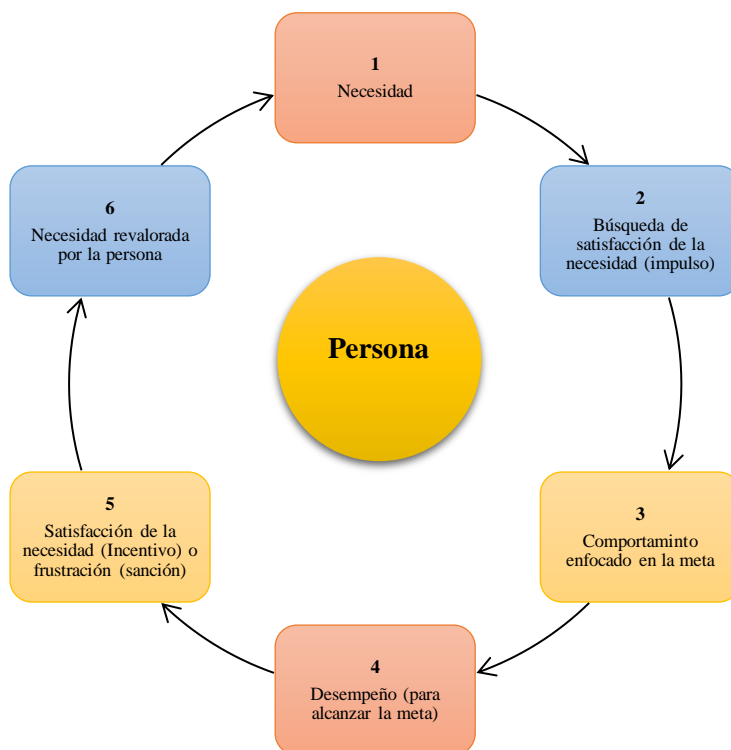 1
Necesidad
2
Búsqueda de
satisfacción de la
necesidad (impulso)
3
Comportaminto
enfocado en la meta
4
Desempeño (para
alcanzar la meta)
5
Satisfacción de la
necesidad (Incentivo) o
frustración (sanción)
6
Necesidad revalorada
por la persona
Persona